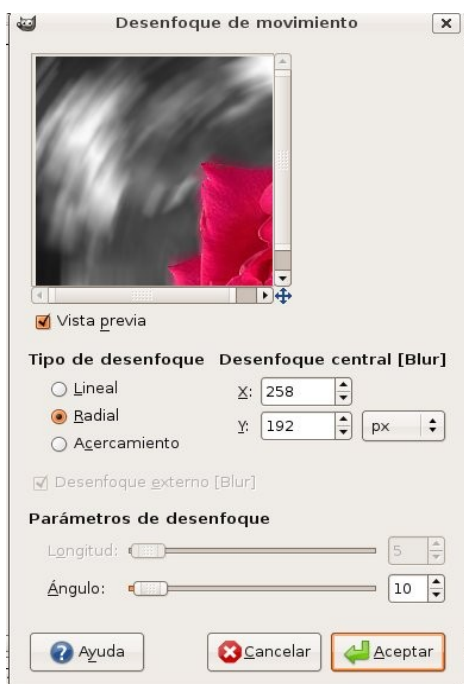 Desenfoque de movimiento
Vista previa
Tipo de desenfoque Desenfoque central [Blur]
Lineal X: 258
Radial Y: 192 px
Acercamiento
Desenfoque externo [Blur]
Parámetros de desenfoque
Longitud: 5
Ángulo: 10
Ayuda Cancelar Aceptar